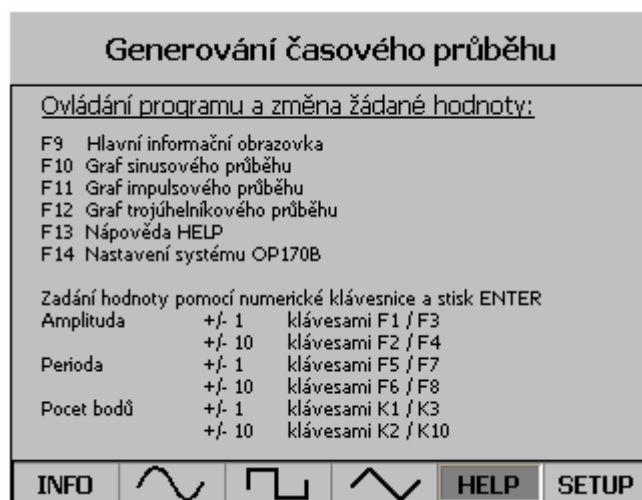 Generování časového průběhu
Ovládání programu a změna žádané hodnoty:
F9 Hlavní informační obrazovka
F10 Graf sinusového průběhu
F11 Graf impulsového průběhu
F12 Graf trojúhelníkového průběhu
F13 Nápověda HELP
F14 Nastavení systému OP170B
Zadání hodnoty pomocí numerické klávesnice a stisk ENTER
Amplituda +/- 1 klávesami F1 / F3
+/- 10 klávesami F2 / F4
Perioda +/- 1 klávesami F5 / F7
+/- 10 klávesami F6 / F8
Pocet bodů +/- 1 klávesami K1 / K3
+/- 10 klávesami K2 / K10
INFO HELP SETUP